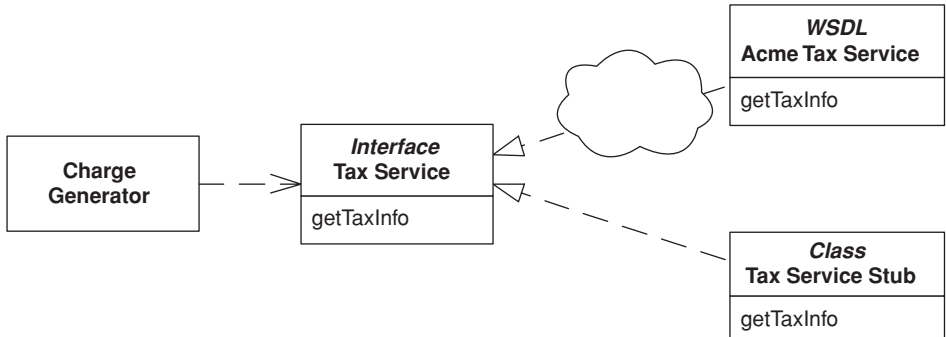 WSDL
Acme Tax Service
getTaxInfo
Interface
Tax Service
getTaxInfo
Charge
Generator
Class
Tax Service Stub
getTaxInfo